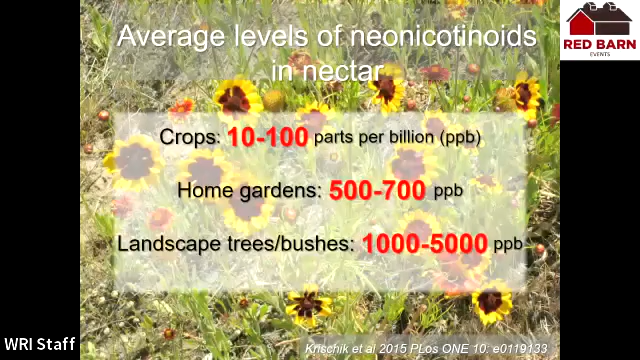 Average levels of neonicotinoids
in nectar
RED BARN
EVENTS
Crops: 10-100 parts per billion (ppb)
Home gardens: 500-700 ppb
Landscape trees/bushes: 1000-5000 ppb
WRI Staff
Krischik et al 2015 PLos ONE 10: e0119133